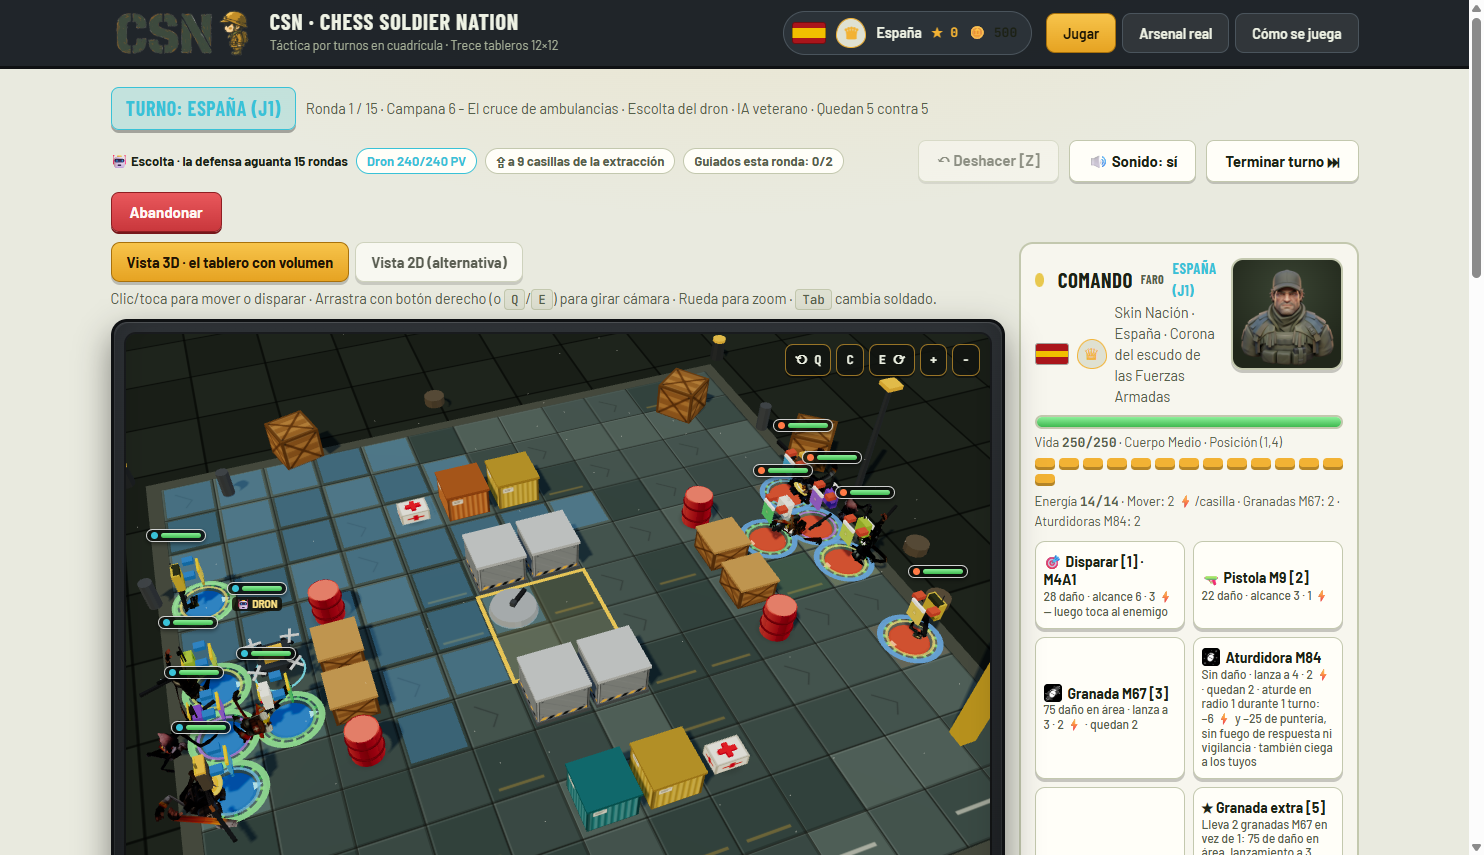 CSN
CSN · CHESS SOLDIER NATION
Táctica por turnos en cuadrícula · Trece tableros 12×12
España ★ 0 500
Jugar
Arsenal real
Cómo se juega
TURNO: ESPAÑA (J1)
Ronda 1 / 15 · Campana 6 - El cruce de ambulancias · Escolta del dron · IA veterano · Quedan 5 contra 5
Escolta · la defensa aguanta 15 rondas
Dron 240/240 PV
⇪ a 9 casillas de la extracción
Guiados esta ronda: 0/2
↶ Deshacer [Z]
🔊 Sonido: sí
Terminar turno ⏭
Abandonar
Vista 3D · el tablero con volumen
Vista 2D (alternativa)
Clic/toca para mover o disparar · Arrastra con botón derecho (o Q / E ) para girar cámara · Rueda para zoom · Tab cambia soldado.
⟲ Q
C
E ⟳
+
-
DRON
COMANDO FARO ESPAÑA (J1)
Skin Nación ·
España · Corona
del escudo de
las Fuerzas
Armadas
Vida 250/250 · Cuerpo Medio · Posición (1,4)
Energía 14/14 · Mover: 2 ⚡ /casilla · Granadas M67: 2 ·
Aturdidoras M84: 2
Disparar [1] ·
M4A1
28 daño · alcance 6 · 3 ⚡
— luego toca al enemigo
Pistola M9 [2]
22 daño · alcance 3 · 1 ⚡
Granada M67 [3]
75 daño en área · lanza a
3 · 2 ⚡ · quedan 2
Aturdidora M84
Sin daño · lanza a 4 · 2 ⚡
· quedan 2 · aturde en
radio 1 durante 1 turno:
−6 ⚡ y −25 de puntería,
sin fuego de respuesta ni
vigilancia · también ciega
a los tuyos
★ Granada extra [5]
Lleva 2 granadas M67 en
vez de 1: 75 de daño en
área, lanzamiento a 3